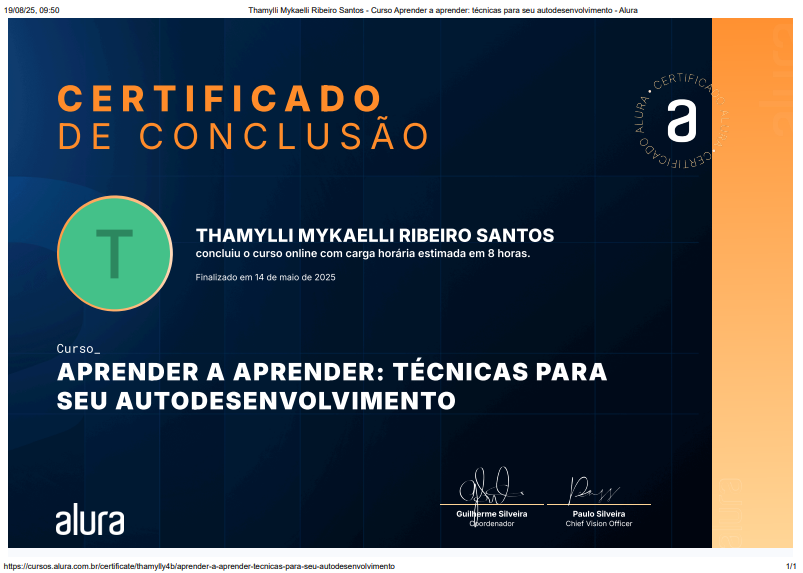 19/08/25, 09:50
Thamylli Mykaelli Ribeiro Santos - Curso Aprender a aprender: técnicas para seu autodesenvolvimento - Alura
CERTIFICADO
DE CONCLUSÃO
a
T
THAMYLLI MYKAELLI RIBEIRO SANTOS
concluiu o curso online com carga horária estimada em 8 horas.
Finalizado em 14 de maio de 2025
Curso_
APRENDER A APRENDER: TÉCNICAS PARA
SEU AUTODESENVOLVIMENTO
alura
Guilherme Silveira
Coordenador
Paulo Silveira
Chief Vision Officer
https://cursos.alura.com.br/certificate/thamylly4b/aprender-a-aprender-tecnicas-para-seu-autodesenvolvimento
1/1